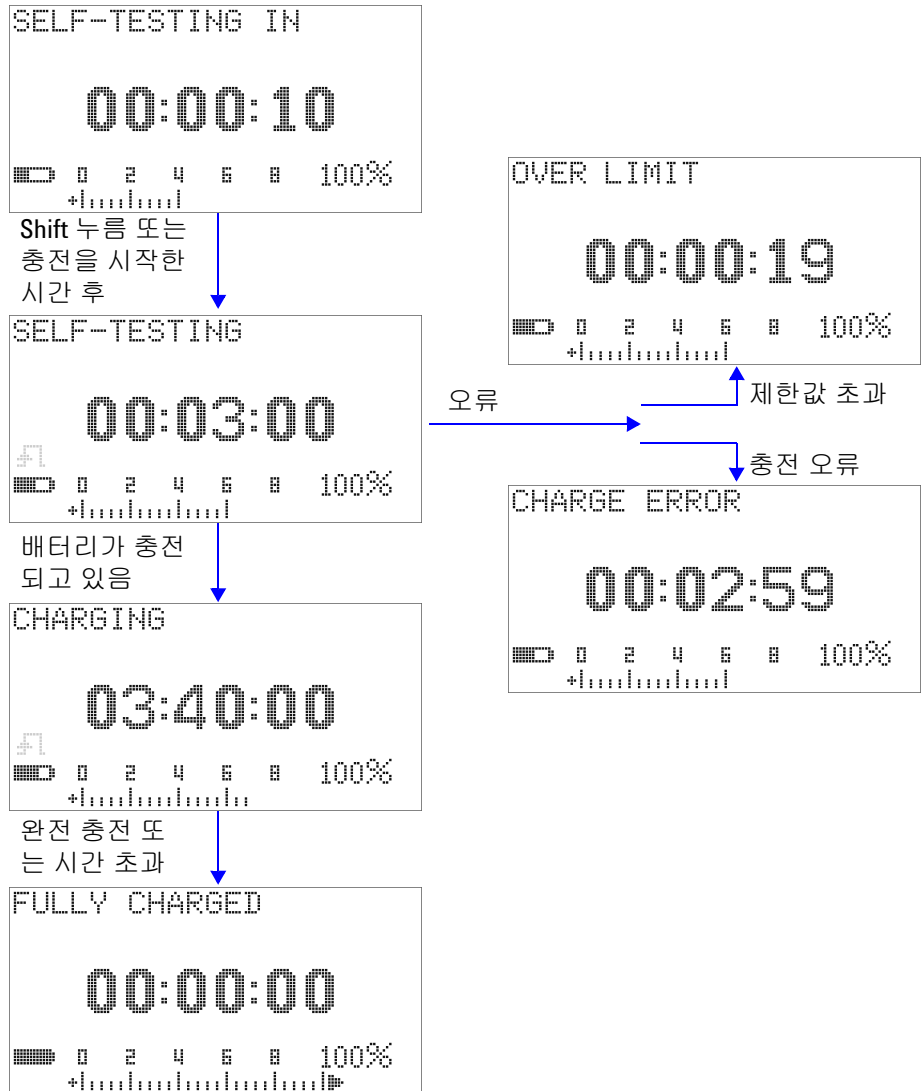 SELF-TESTING IN
00:00:10
0 2 4 6 8 100%
Shift 누름 또는
충전을 시작한
시간 후
SELF-TESTING
00:03:00
0 2 4 6 8 100%
배터리가 충전
되고 있음
CHARGING
03:40:00
0 2 4 6 8 100%
완전 충전 또
는 시간 초과
FULLY CHARGED
00:00:00
0 2 4 6 8 100%
오류
OVER LIMIT
00:00:19
0 2 4 6 8 100%
제한값 초과
충전 오류
CHARGE ERROR
00:02:59
0 2 4 6 8 100%